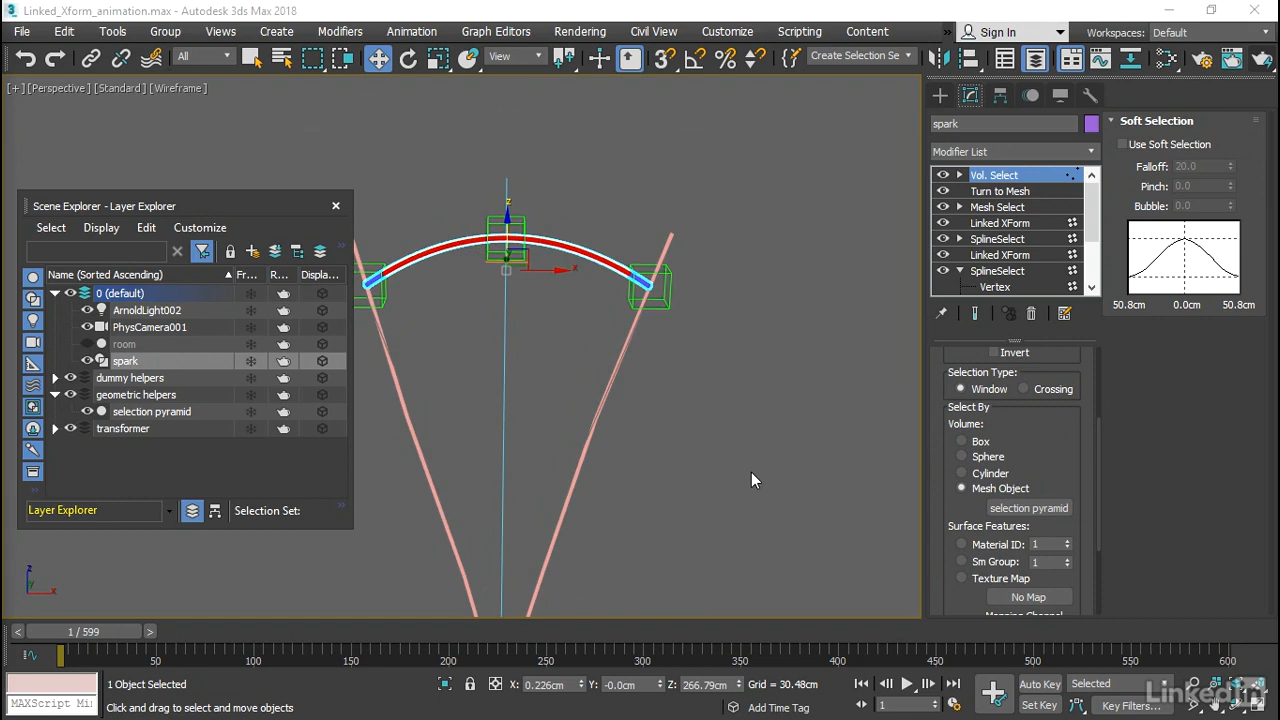 Linked_Xform_animation.max - Autodesk 3ds Max 2018
File Edit Tools Group Views Create Modifiers Animation Graph Editors Rendering Civil View Customize Scripting Content Sign In Workspaces: Default
All View Create Selection Se
[+] [Perspective] [Standard] [Wireframe]
spark
Modifier List
Vol. Select
Turn to Mesh
Mesh Select
Linked XForm
SplineSelect
Linked XForm
SplineSelect
Vertex
Soft Selection
Use Soft Selection
Falloff: 20.0
Pinch: 0.0
Bubble: 0.0
50.8cm 0.0cm 50.8cm
Scene Explorer - Layer Explorer
Select Display Edit Customize
Name (Sorted Ascending) Fr... R... Displa...
0 (default)
ArnoldLight002
PhysCamera001
room
spark
dummy helpers
geometric helpers
selection pyramid
transformer
Layer Explorer Selection Set:
z
x
Invert
Selection Type:
Window Crossing
Select By
Volume:
Box
Sphere
Cylinder
Mesh Object
selection pyramid
Surface Features:
Material ID: 1
Sm Group: 1
Texture Map
No Map
Mapping Channel
z
y
x
< 1 / 599 >
50 100 150 200 250 300 350 400 450 500 550 600
MAXScript Mi
1 Object Selected
Click and drag to select and move objects
X: 0.226cm Y: -0.0cm Z: 266.79cm Grid = 30.48cm
Add Time Tag
1
Auto Key Selected
Set Key Key Filters...
LinkedIn